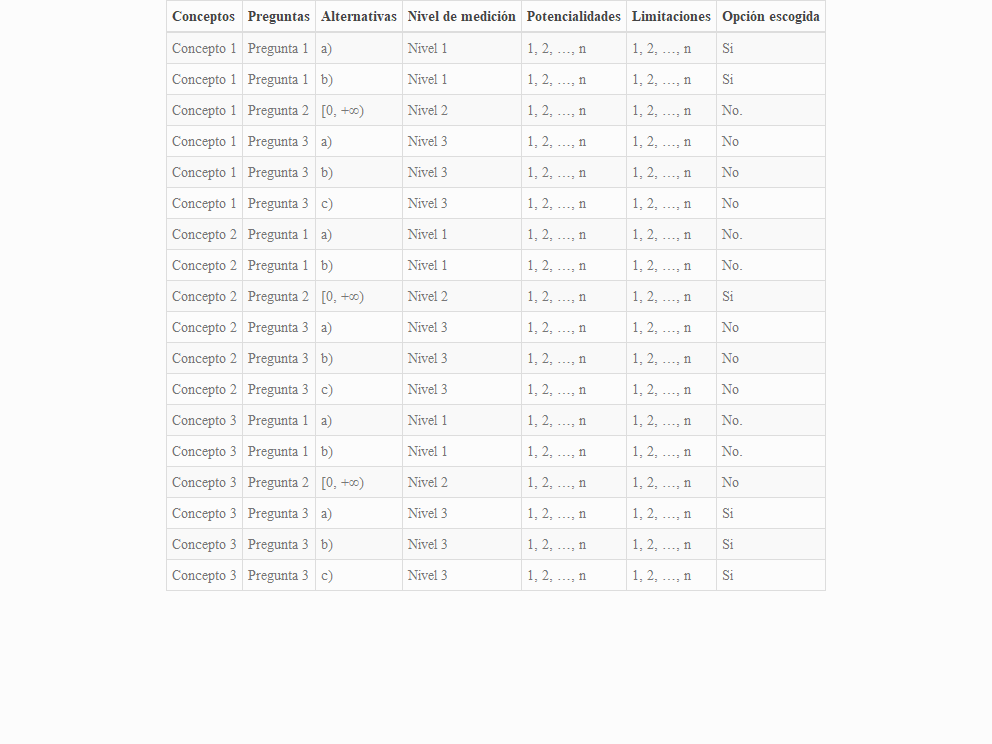 Conceptos Preguntas Alternativas Nivel de medición Potencialidades Limitaciones Opción escogida
Concepto 1 Pregunta 1 a) Nivel 1 1, 2, …, n 1, 2, …, n Si
Concepto 1 Pregunta 1 b) Nivel 1 1, 2, …, n 1, 2, …, n Si
Concepto 1 Pregunta 2 [0, +∞) Nivel 2 1, 2, …, n 1, 2, …, n No.
Concepto 1 Pregunta 3 a) Nivel 3 1, 2, …, n 1, 2, …, n No
Concepto 1 Pregunta 3 b) Nivel 3 1, 2, …, n 1, 2, …, n No
Concepto 1 Pregunta 3 c) Nivel 3 1, 2, …, n 1, 2, …, n No
Concepto 2 Pregunta 1 a) Nivel 1 1, 2, …, n 1, 2, …, n No.
Concepto 2 Pregunta 1 b) Nivel 1 1, 2, …, n 1, 2, …, n No.
Concepto 2 Pregunta 2 [0, +∞) Nivel 2 1, 2, …, n 1, 2, …, n Si
Concepto 2 Pregunta 3 a) Nivel 3 1, 2, …, n 1, 2, …, n No
Concepto 2 Pregunta 3 b) Nivel 3 1, 2, …, n 1, 2, …, n No
Concepto 2 Pregunta 3 c) Nivel 3 1, 2, …, n 1, 2, …, n No
Concepto 3 Pregunta 1 a) Nivel 1 1, 2, …, n 1, 2, …, n No.
Concepto 3 Pregunta 1 b) Nivel 1 1, 2, …, n 1, 2, …, n No.
Concepto 3 Pregunta 2 [0, +∞) Nivel 2 1, 2, …, n 1, 2, …, n No
Concepto 3 Pregunta 3 a) Nivel 3 1, 2, …, n 1, 2, …, n Si
Concepto 3 Pregunta 3 b) Nivel 3 1, 2, …, n 1, 2, …, n Si
Concepto 3 Pregunta 3 c) Nivel 3 1, 2, …, n 1, 2, …, n Si